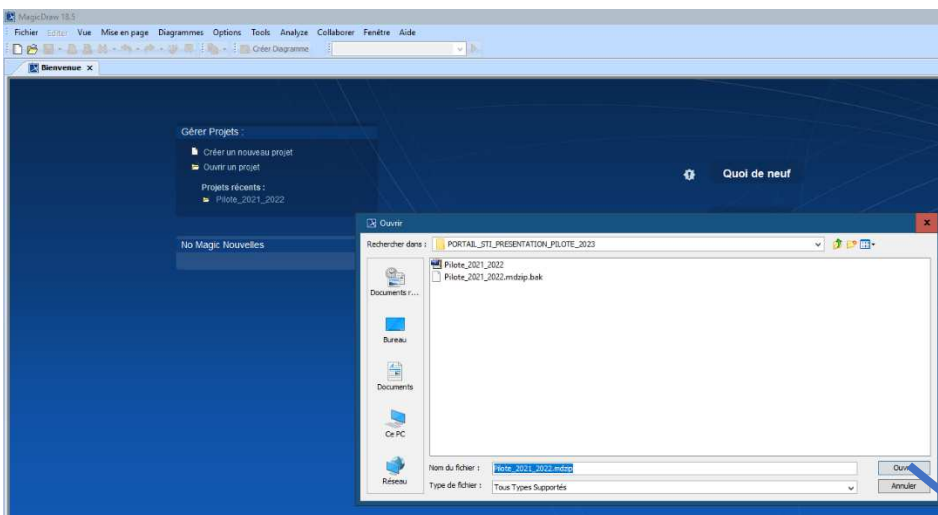 MagicDraw 18.5
Fichier Editer Vue Mise en page Diagrammes Options Tools Analyze Collaborer Fenêtre Aide
Créer Diagramme
Bienvenue x
Gérer Projets :
Créer un nouveau projet
Ouvrir un projet
Projets récents :
Pilote_2021_2022
Quoi de neuf
No Magic Nouvelles
Ouvrir
Rechercher dans : PORTAIL_STI_PRESENTATION_PILOTE_2023
Pilote_2021_2022
Pilote_2021_2022.mdzip.bak
Documents r...
Bureau
Documents
Ce PC
Réseau
Nom du fichier : Pilote_2021_2022.mdzip
Type de fichier : Tous Types Supportés
Annuler